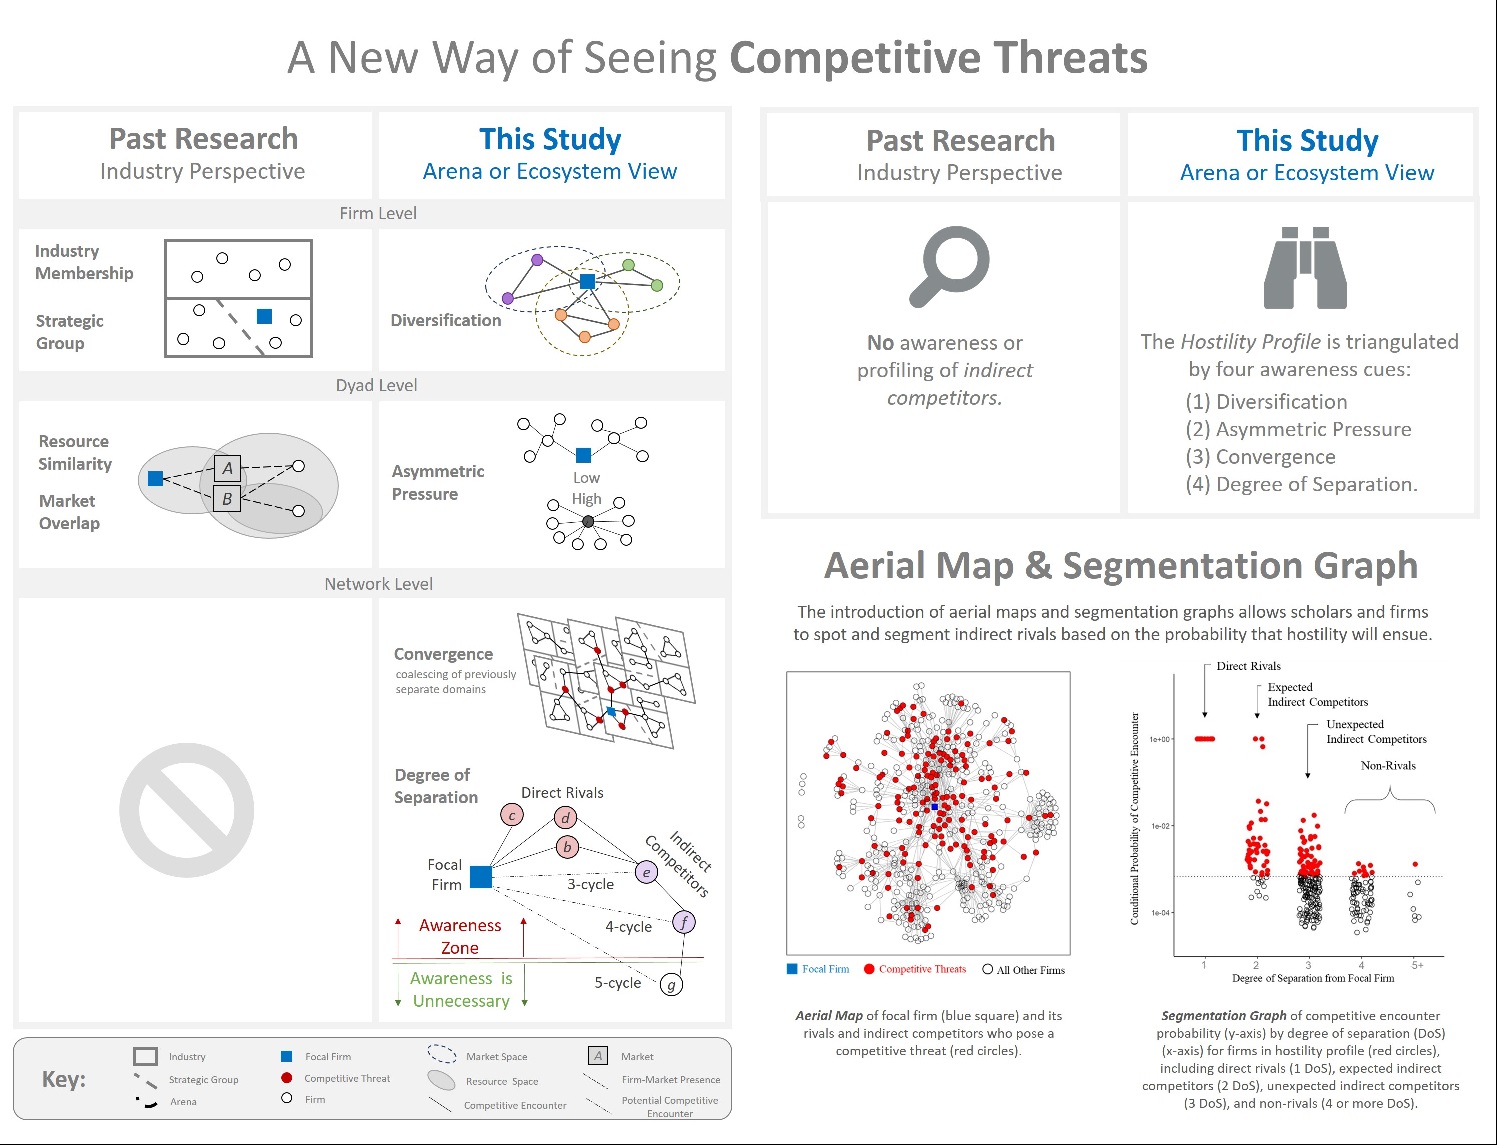 A New Way of Seeing Competitive Threats
Past Research
Industry Perspective
This Study
Arena or Ecosystem View
Firm Level
Industry
Membership
Strategic
Group
Diversification
Dyad Level
Resource
Similarity
Market
Overlap
A
B
Asymmetric
Pressure
Low
High
Network Level
Convergence
coalescing of previously
separate domains
Degree of
Separation
Direct Rivals
c
d
b
Focal
Firm
e
Indirect
Competitors
3-cycle
f
4-cycle
Awareness
Zone
Awareness is
Unnecessary
5-cycle
g
Key:
Industry
Strategic Group
Arena
Focal Firm
Competitive Threat
Firm
Market Space
Resource Space
Competitive Encounter
A
Market
Firm-Market Presence
Potential Competitive
Encounter
Past Research
Industry Perspective
This Study
Arena or Ecosystem View
No awareness or
profiling of indirect
competitors.
The Hostility Profile is triangulated
by four awareness cues:
(1) Diversification
(2) Asymmetric Pressure
(3) Convergence
(4) Degree of Separation.
Aerial Map & Segmentation Graph
The introduction of aerial maps and segmentation graphs allows scholars and firms
to spot and segment indirect rivals based on the probability that hostility will ensue.
Focal Firm
Competitive Threats
All Other Firms
Aerial Map of focal firm (blue square) and its
rivals and indirect competitors who pose a
competitive threat (red circles).
Direct Rivals
Expected
Indirect Competitors
Unexpected
Indirect Competitors
Non-Rivals
Conditional Probability of Competitive Encounter
1e+00
1e-02
1e-04
1 2 3 4 5+
Degree of Separation from Focal Firm
Segmentation Graph of competitive encounter
probability (y-axis) by degree of separation (DoS)
(x-axis) for firms in hostility profile (red circles),
including direct rivals (1 DoS), expected indirect
competitors (2 DoS), unexpected indirect competitors
(3 DoS), and non-rivals (4 or more DoS).